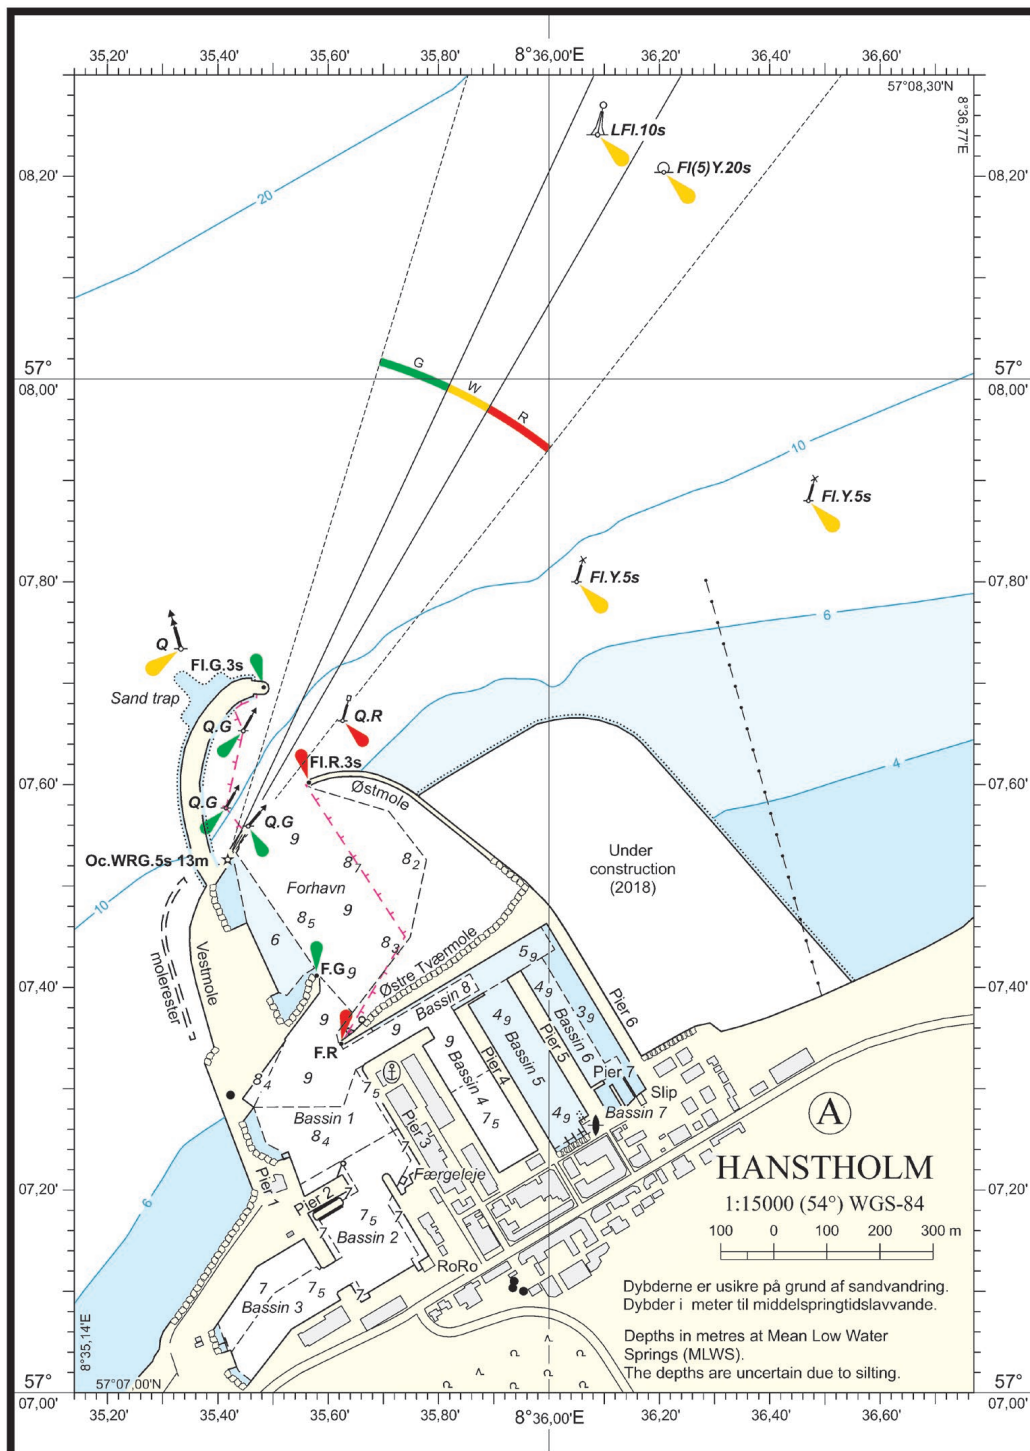 35,20' 35,40' 35,60' 35,80' 8° 36,00'E 36,20' 36,40' 36,60'
57°08,30'N
8°36,77'E
LFl.10s
Fl(5)Y.20s
08,20' 08,20'
20
G
W
R
57° 57°
08,00' 08,00'
10
Fl.Y.5s
Fl.Y.5s
07,80' 07,80'
6
Q
Fl.G.3s
Sand trap
Q.G
Q.R
Fl.R.3s
4
07,60' 07,60'
Østmole
Q.G
Q.G
9
8₁
8₂
Oc.WRG.5s 13m
Forhavn
Under
construction
(2018)
10
8₅
9
6
8₃
Vestmole
molerester
F.G
9
Østre Tværmole
5₉
07,40' 07,40'
Bassin 8
4₉
3₉
Pier 6
9
9
4₉
F.R
9
Pier 5
Bassin 6
Pier 4
Bassin 5
Bassin 4
Pier 7
8₄
9
7₅
Slip
Bassin 1
7₅
4₉
Bassin 7
8₄
Pier 3
A
HANSTHOLM
1:15000 (54°) WGS-84
Færgeleje
07,20' 07,20'
Pier 1
Pier 2
7₅
7
7
Bassin 2
100 0 100 200 300 m
RoRo
7
7₅
Bassin 3
Dybderne er usikre på grund af sandvandring.
Dybder i meter til middelspringtidslavvande.
6
8°35,14'E
Depths in metres at Mean Low Water
Springs (MLWS).
The depths are uncertain due to silting.
57° 57°
57°07,00'N
07,00' 07,00'
35,20' 35,40' 35,60' 35,80' 8° 36,00'E 36,20' 36,40' 36,60'